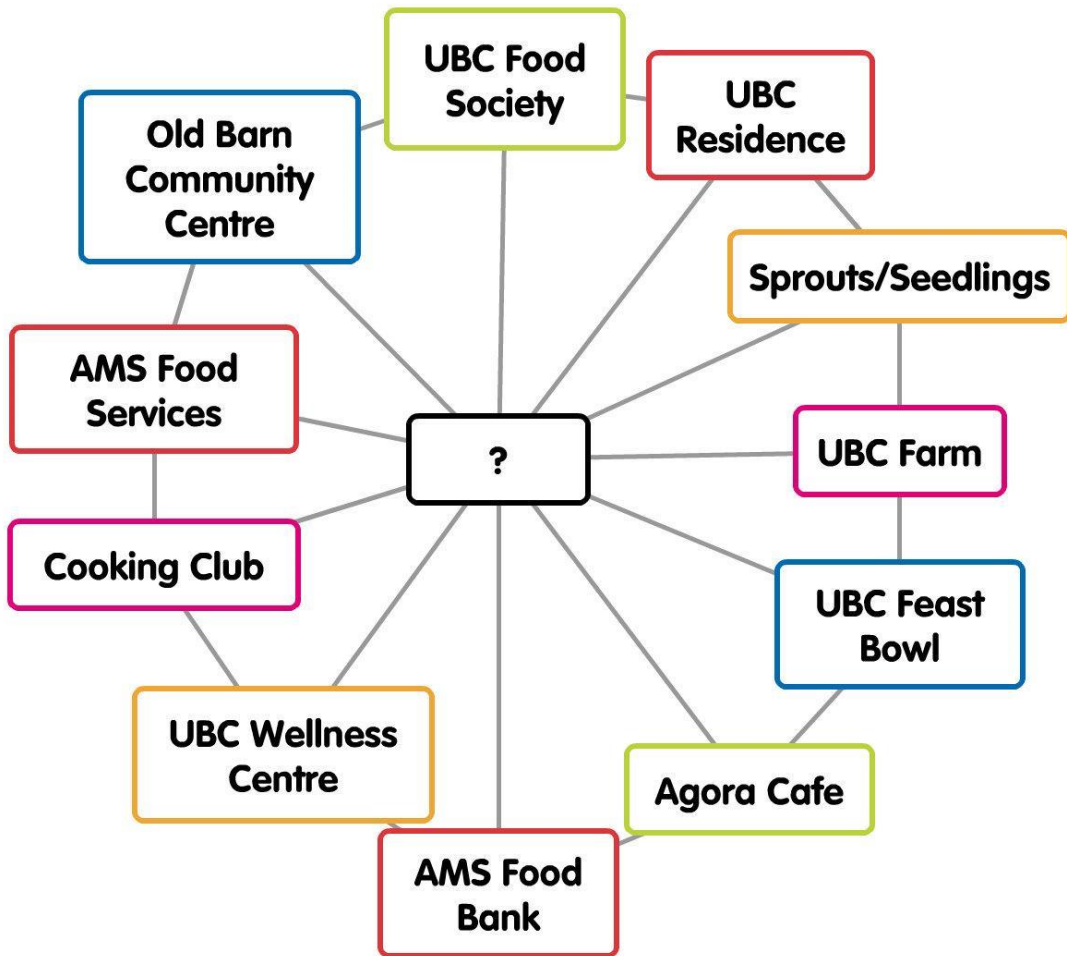 UBC Food
Society
UBC
Residence
Old Barn
Community
Centre
Sprouts/Seedlings
AMS Food
Services
?
UBC Farm
Cooking Club
UBC Feast
Bowl
UBC Wellness
Centre
Agora Cafe
AMS Food
Bank